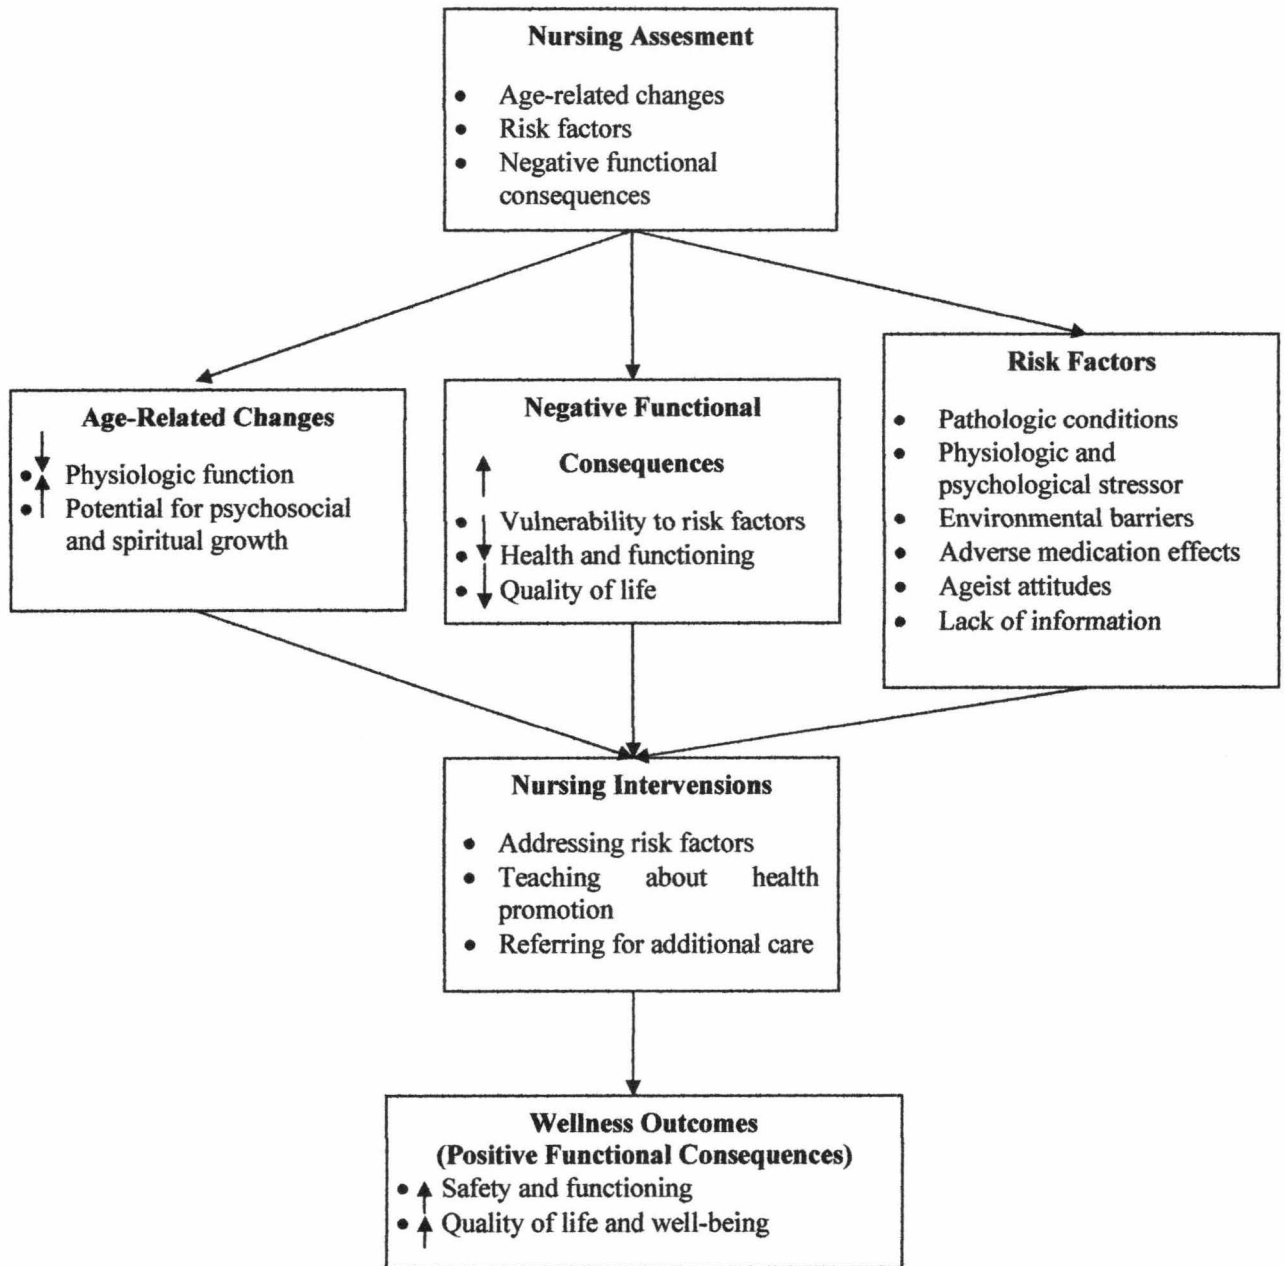 Nursing Assesment
• Age-related changes
• Risk factors
• Negative functional
consequences
Age-Related Changes
• ↓ Physiologic function
• ↑ Potential for psychosocial
and spiritual growth
Negative Functional
Consequences
• ↑ Vulnerability to risk factors
• ↓ Health and functioning
• ↓ Quality of life
Risk Factors
• Pathologic conditions
• Physiologic and
psychological stressor
• Environmental barriers
• Adverse medication effects
• Ageist attitudes
• Lack of information
Nursing Intervensions
• Addressing risk factors
• Teaching about health
promotion
• Referring for additional care
Wellness Outcomes
(Positive Functional Consequences)
• ↑ Safety and functioning
• ↑ Quality of life and well-being